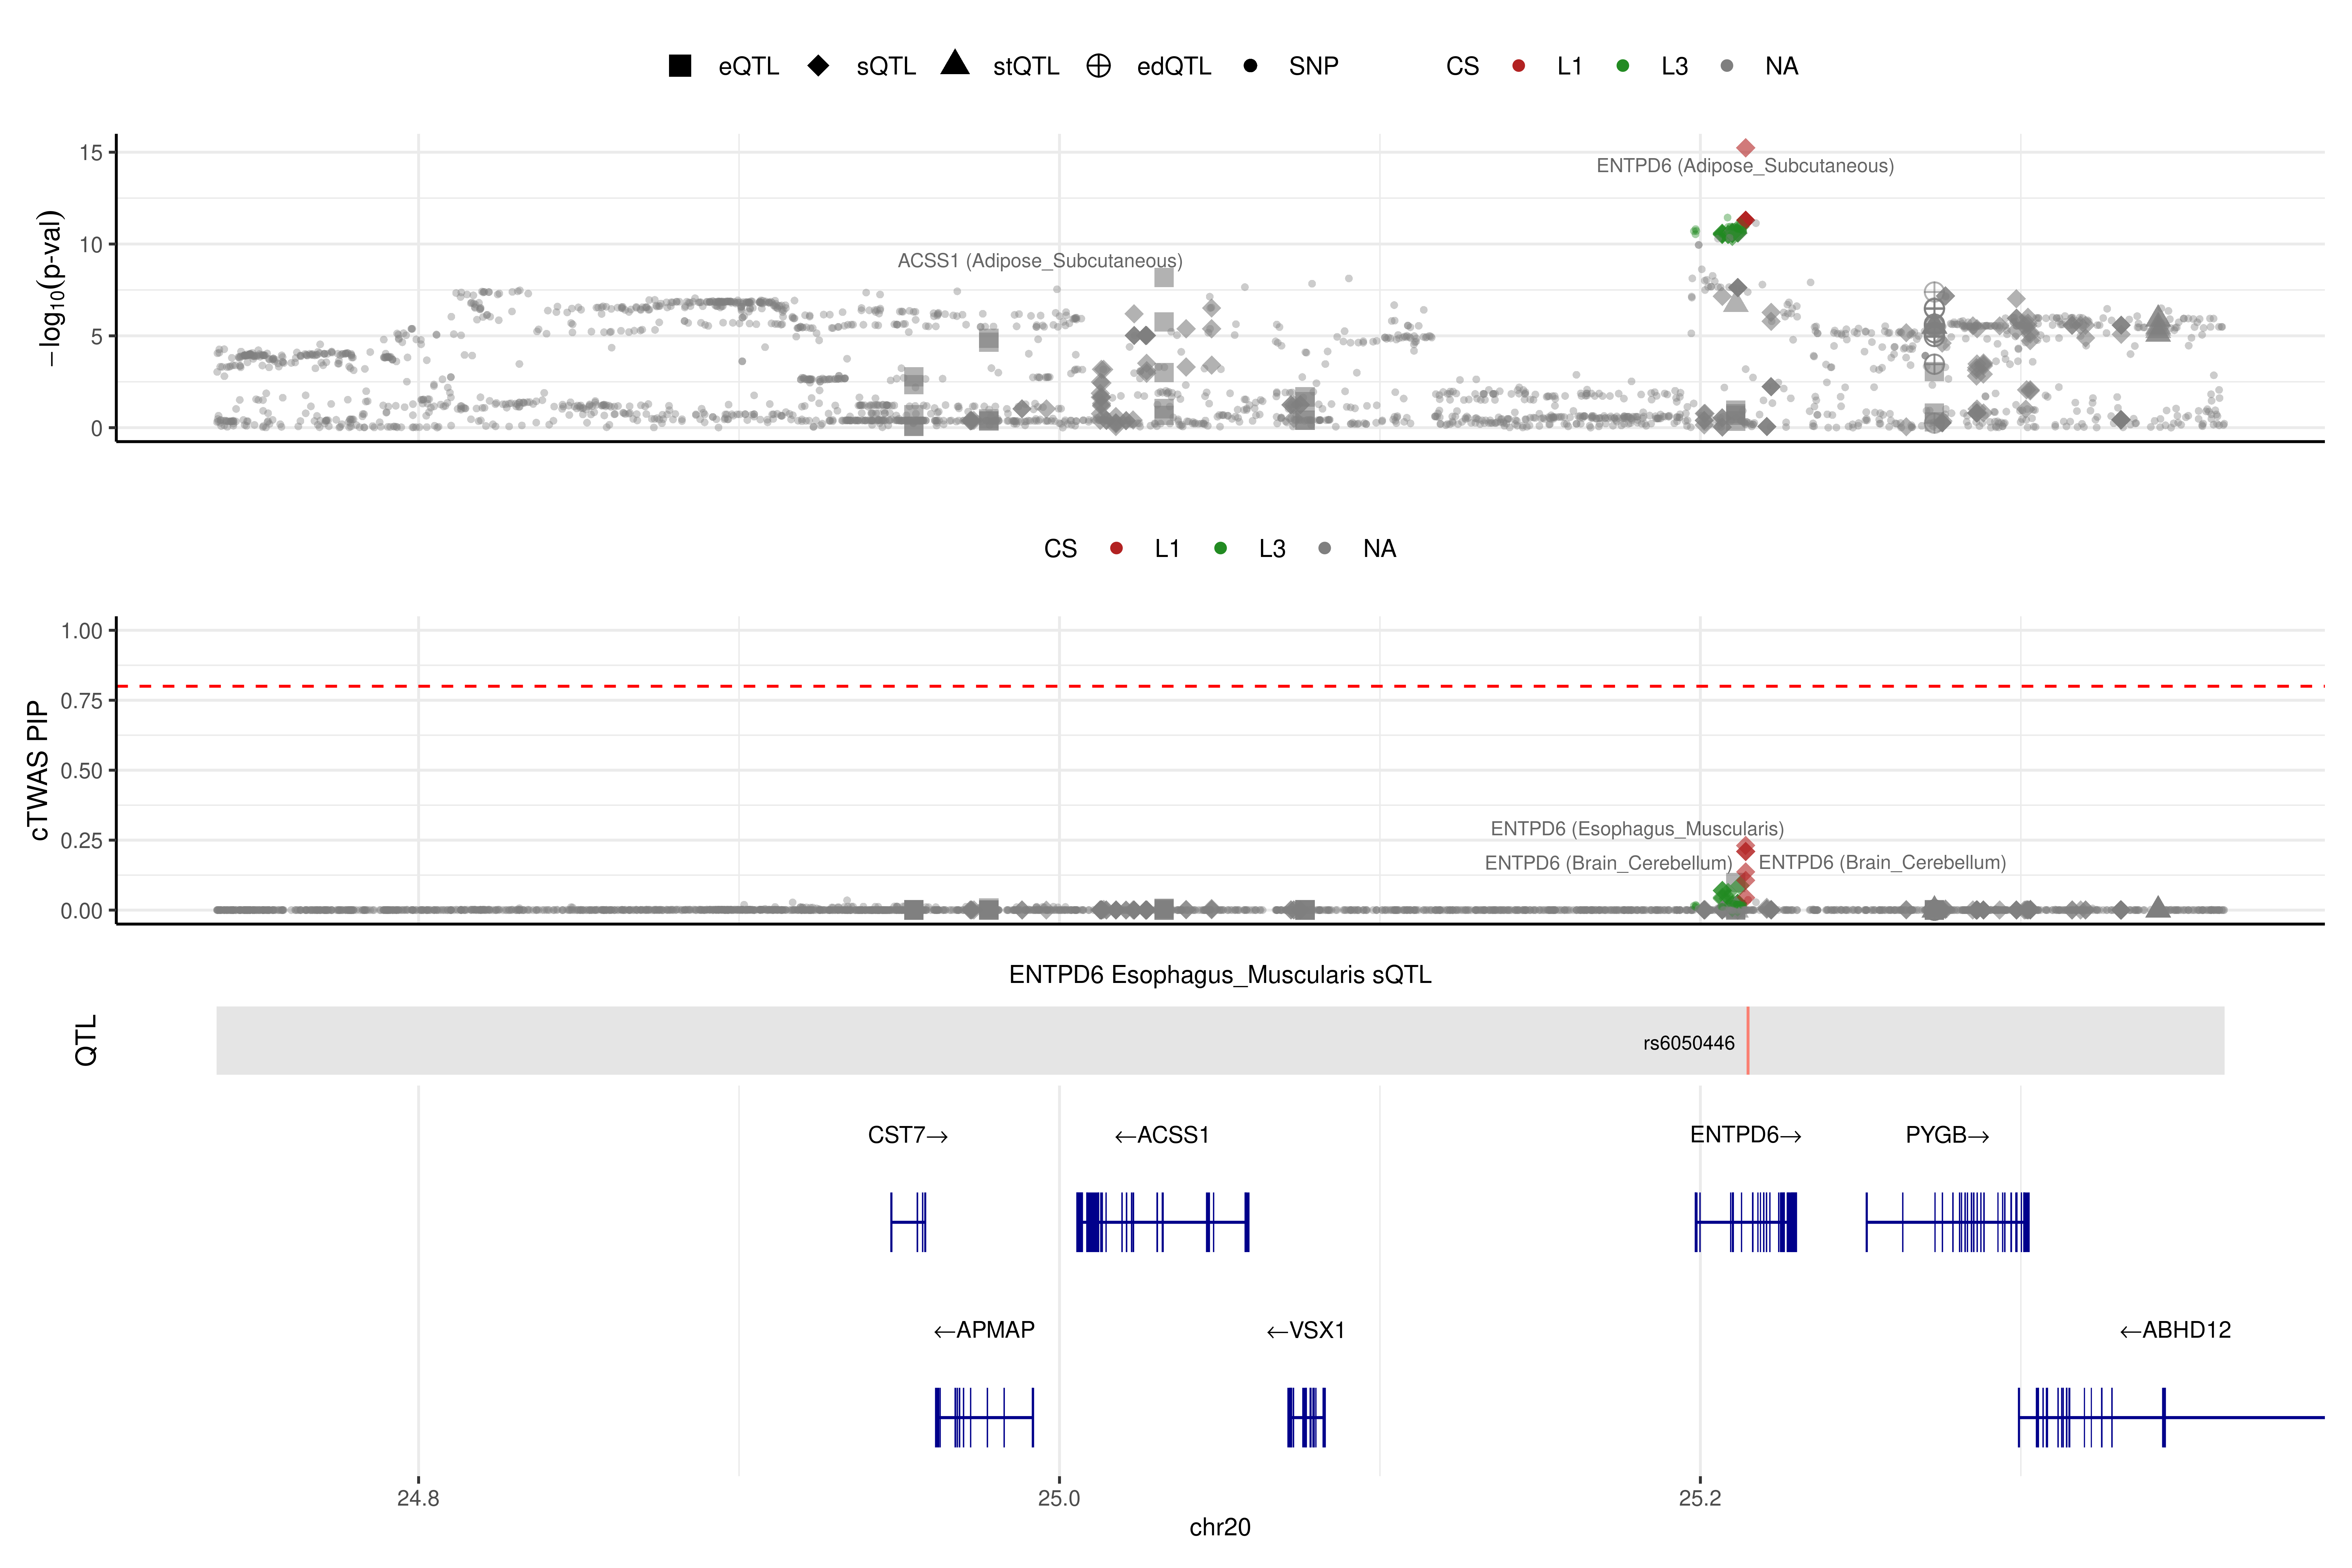 eQTL sQTL stQTL edQTL SNP CS L1 L3 NA
−log10(p-val)
15
10
5
0
ENTPD6 (Adipose_Subcutaneous)
ACSS1 (Adipose_Subcutaneous)
CS L1 L3 NA
cTWAS PIP
1.00
0.75
0.50
0.25
0.00
ENTPD6 (Esophagus_Muscularis)
ENTPD6 (Brain_Cerebellum) ENTPD6 (Brain_Cerebellum)
ENTPD6 Esophagus_Muscularis sQTL
QTL
rs6050446
CST7→ ←ACSS1 ENTPD6→ PYGB→
←APMAP ←VSX1 ←ABHD12
24.8 25.0 25.2
chr20